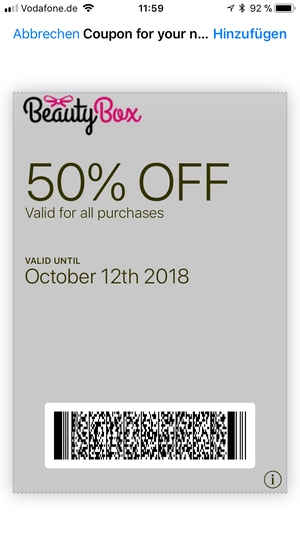 Vodafone.de 11:59 92 %
Abbrechen Coupon for your n... Hinzufügen
BeautyBox
50% OFF
Valid for all purchases
VALID UNTIL
October 12th 2018
i